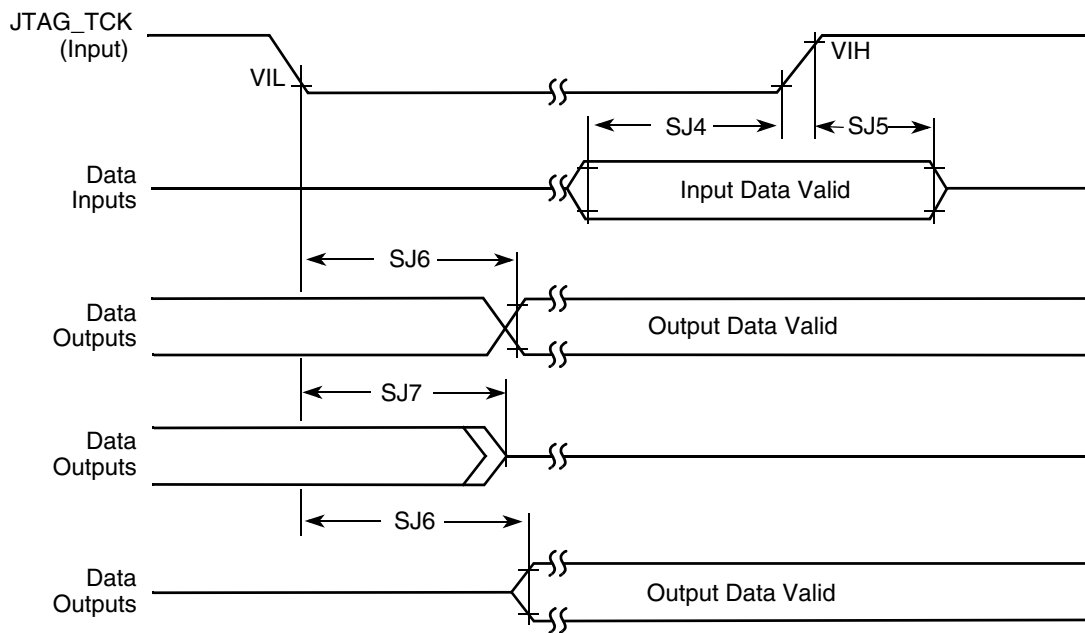 JTAG_TCK
(Input)
VIL
VIH
SJ4
SJ5
Data
Inputs
Input Data Valid
SJ6
Data
Outputs
Output Data Valid
SJ7
Data
Outputs
SJ6
Data
Outputs
Output Data Valid